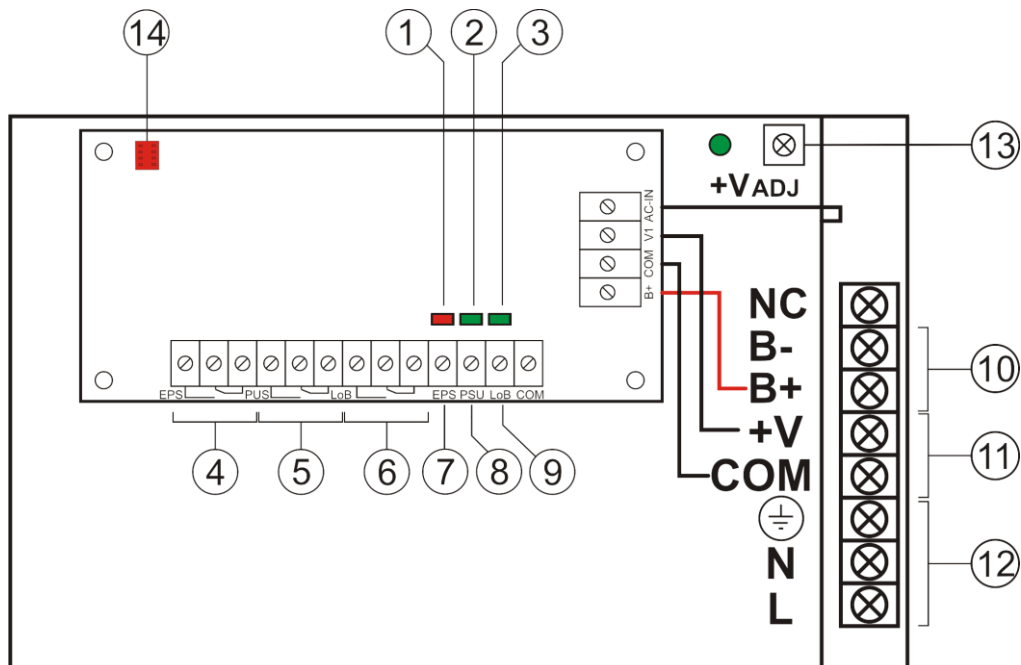 14 1 2 3
13
+VADJ
AC-IN
V1
COM
B+
NC
B-
B+
+V
COM
N
L
10
11
12
EPS PUS LoB EPS PSU LoB COM
4 5 6 7 8 9